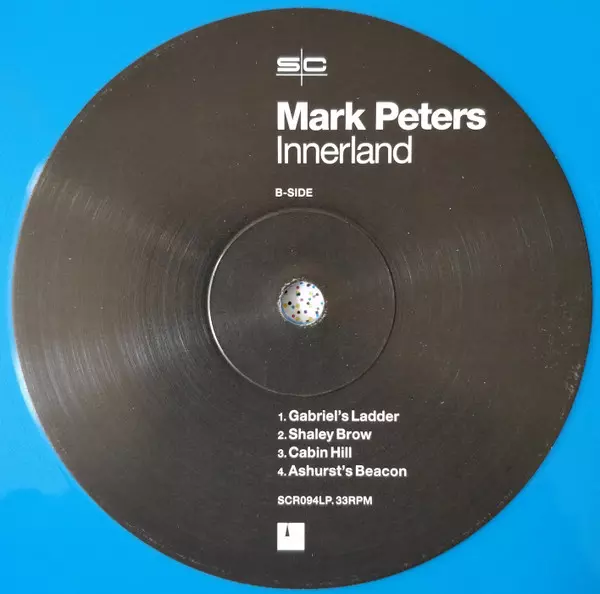 S|C
Mark Peters
Innerland
B-SIDE
1. Gabriel's Ladder
2. Shaley Brow
3. Cabin Hill
4. Ashurst's Beacon
SCR094LP. 33RPM